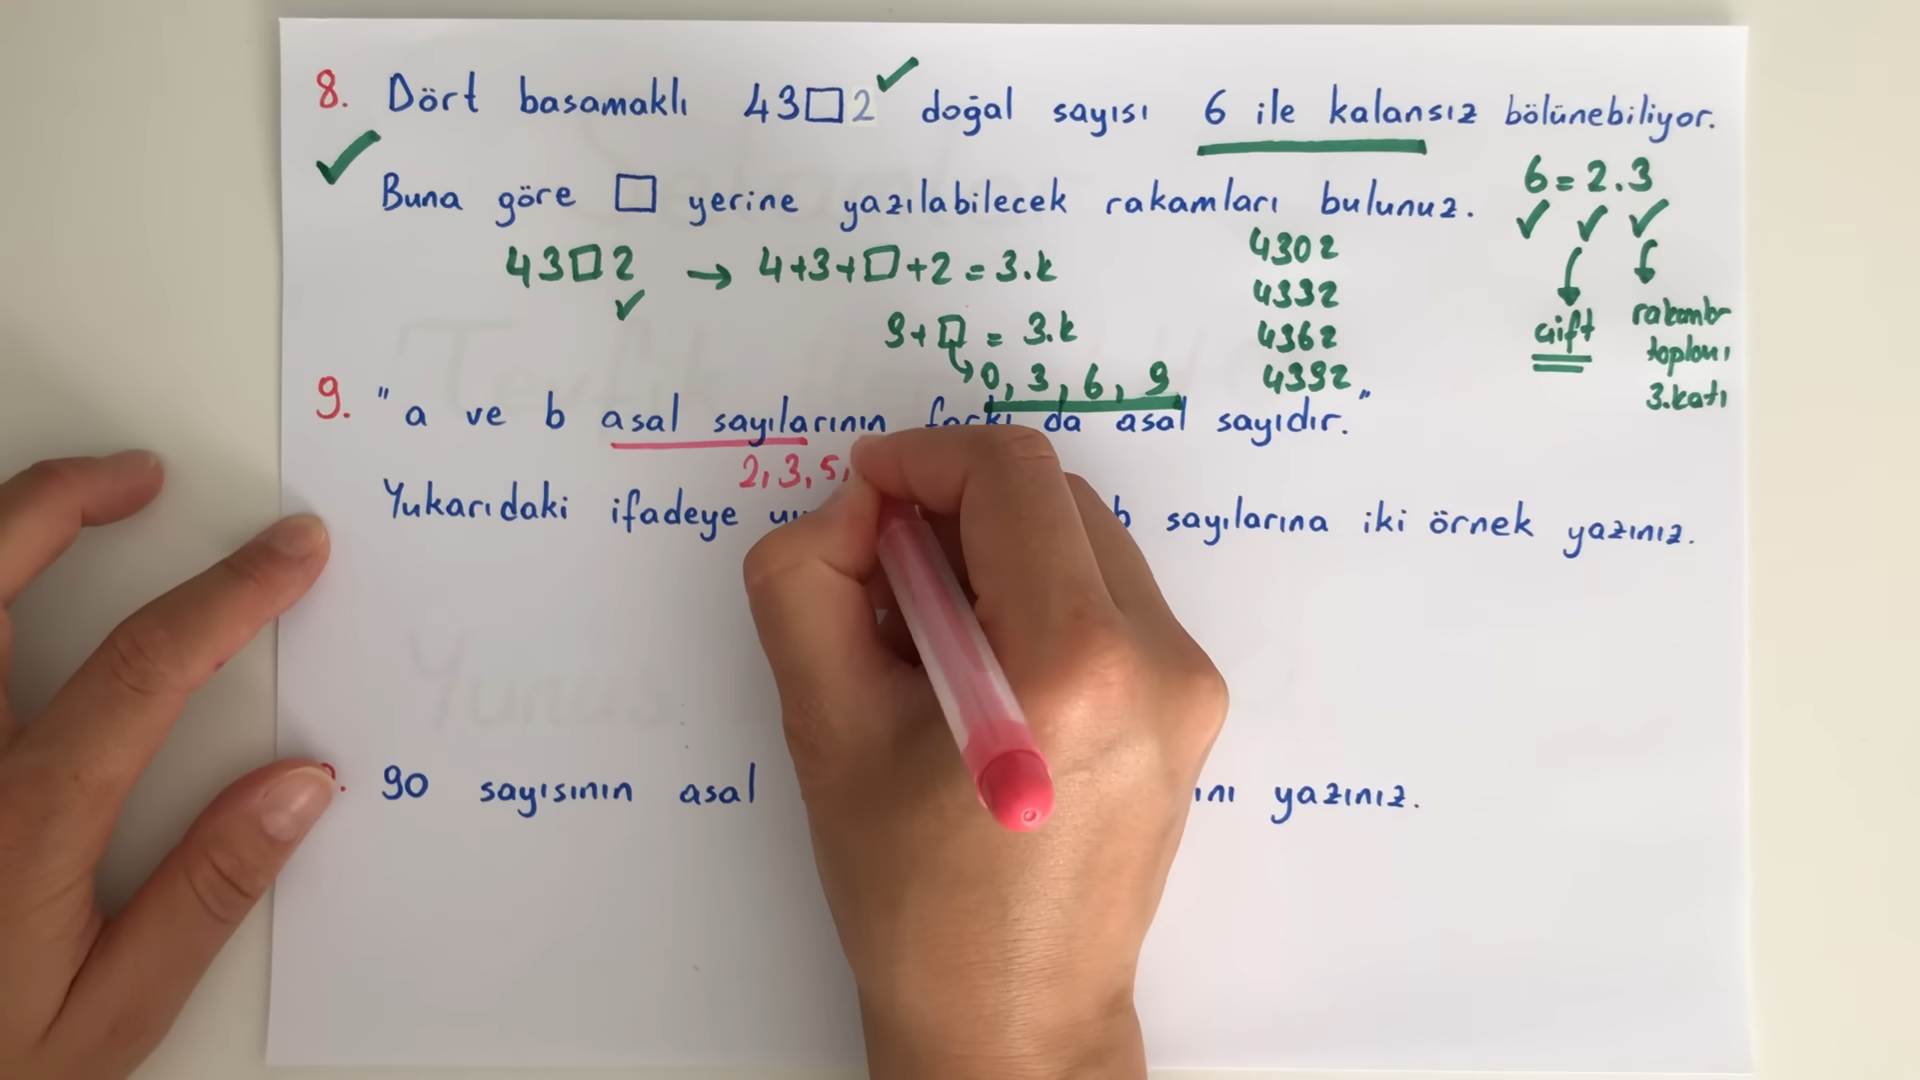 8. Dört basamaklı 43□2 doğal sayısı 6 ile kalansız bölünebiliyor.
Buna göre □ yerine yazılabilecek rakamları bulunuz.
6=2.3
çift
rakamlar
toplamı
3.katı
43□2 → 4+3+□+2=3.k
9+□ = 3.k
0, 3, 6, 9
4302
4332
4362
4392
9. "a ve b asal sayılarının farkı da asal sayıdır."
2, 3, 5,
Yukarıdaki ifadeye b sayılarına iki örnek yazınız.
90 sayısının asal yazınız.